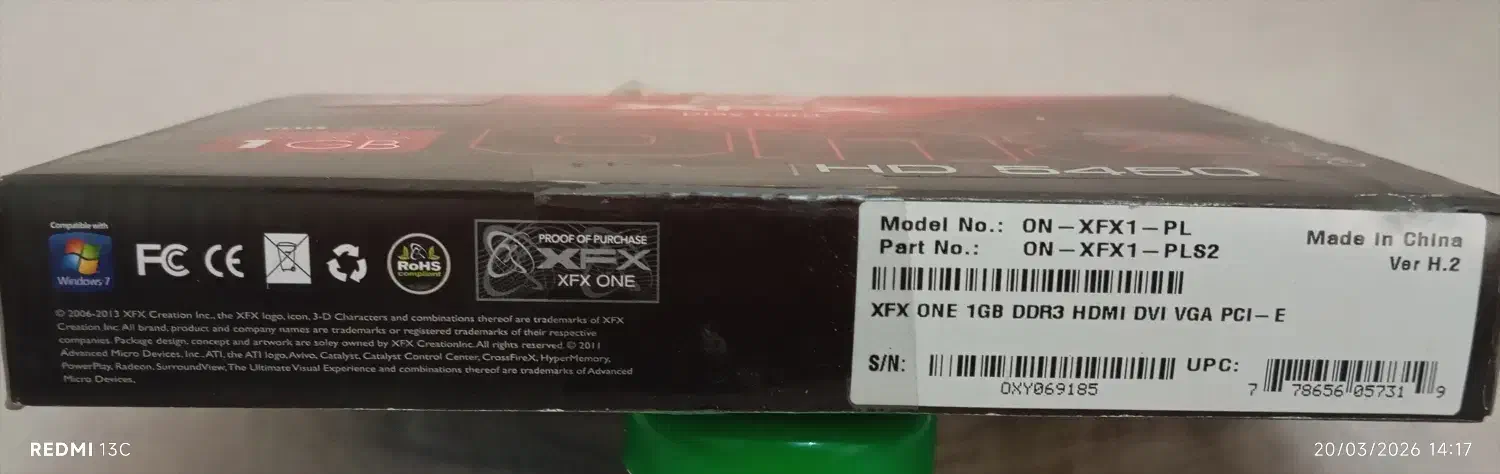 1GB
HD 5450
Compatible with
Windows 7
FC CE
RoHS
compliant
PROOF OF PURCHASE
XFX
XFX ONE
© 2006-2013 XFX Creation Inc., the XFX logo, icon, 3-D Characters and combinations thereof are trademarks of XFX
Creation Inc. All brand, product and company names are trademarks or registered trademarks of their respective
companies. Package design, concept and artwork are soley owned by XFX CreationInc. All rights reserved. © 2011
Advanced Micro Devices, Inc., ATI, the ATI logo, Avivo, Catalyst, Catalyst Control Center, CrossFireX, HyperMemory,
PowerPlay, Radeon, SurroundView, The Ultimate Visual Experience and combinations thereof are trademarks of Advanced
Micro Devices.
Model No.: ON-XFX1-PL
Part No.: ON-XFX1-PLS2
Made in China
Ver H.2
XFX ONE 1GB DDR3 HDMI DVI VGA PCI-E
S/N:
OXY069185
UPC:
7 78656 05731 9
REDMI 13C
20/03/2026 14:17